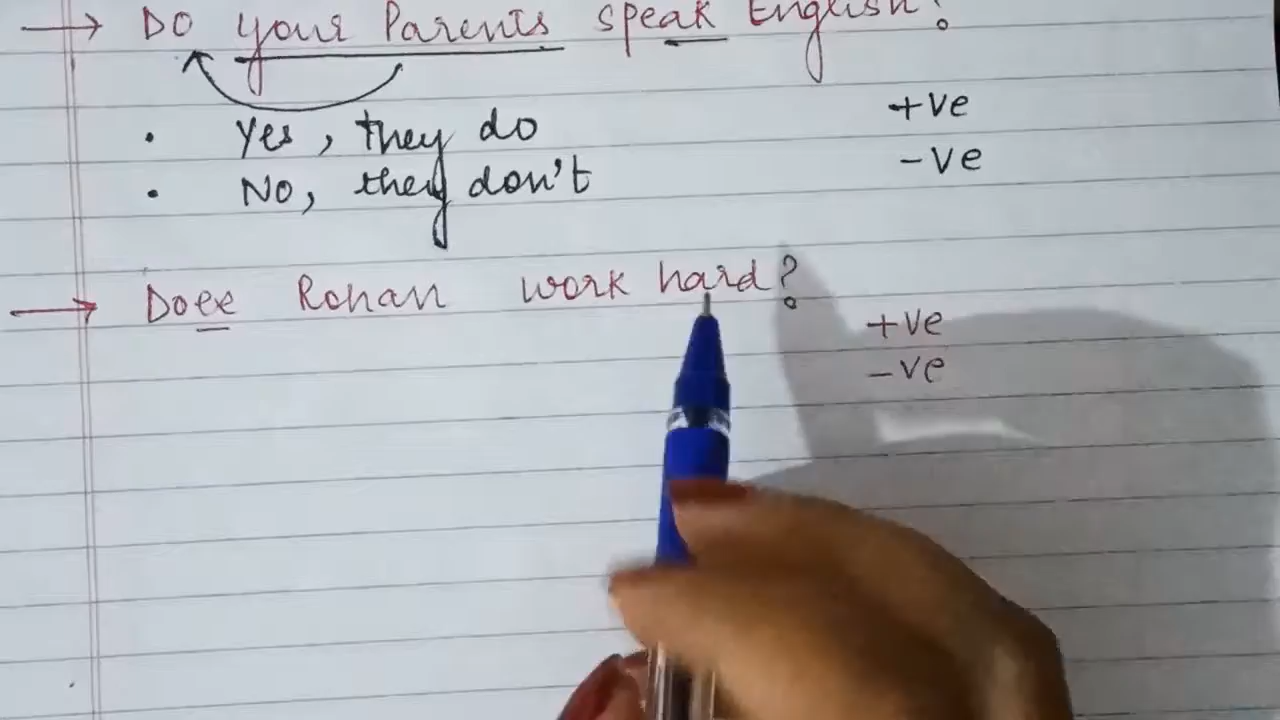 → Do your Parents speak English?
• Yes, they do +ve
• No, they don't -ve
→ Does Rohan work hard?
+ve
-ve